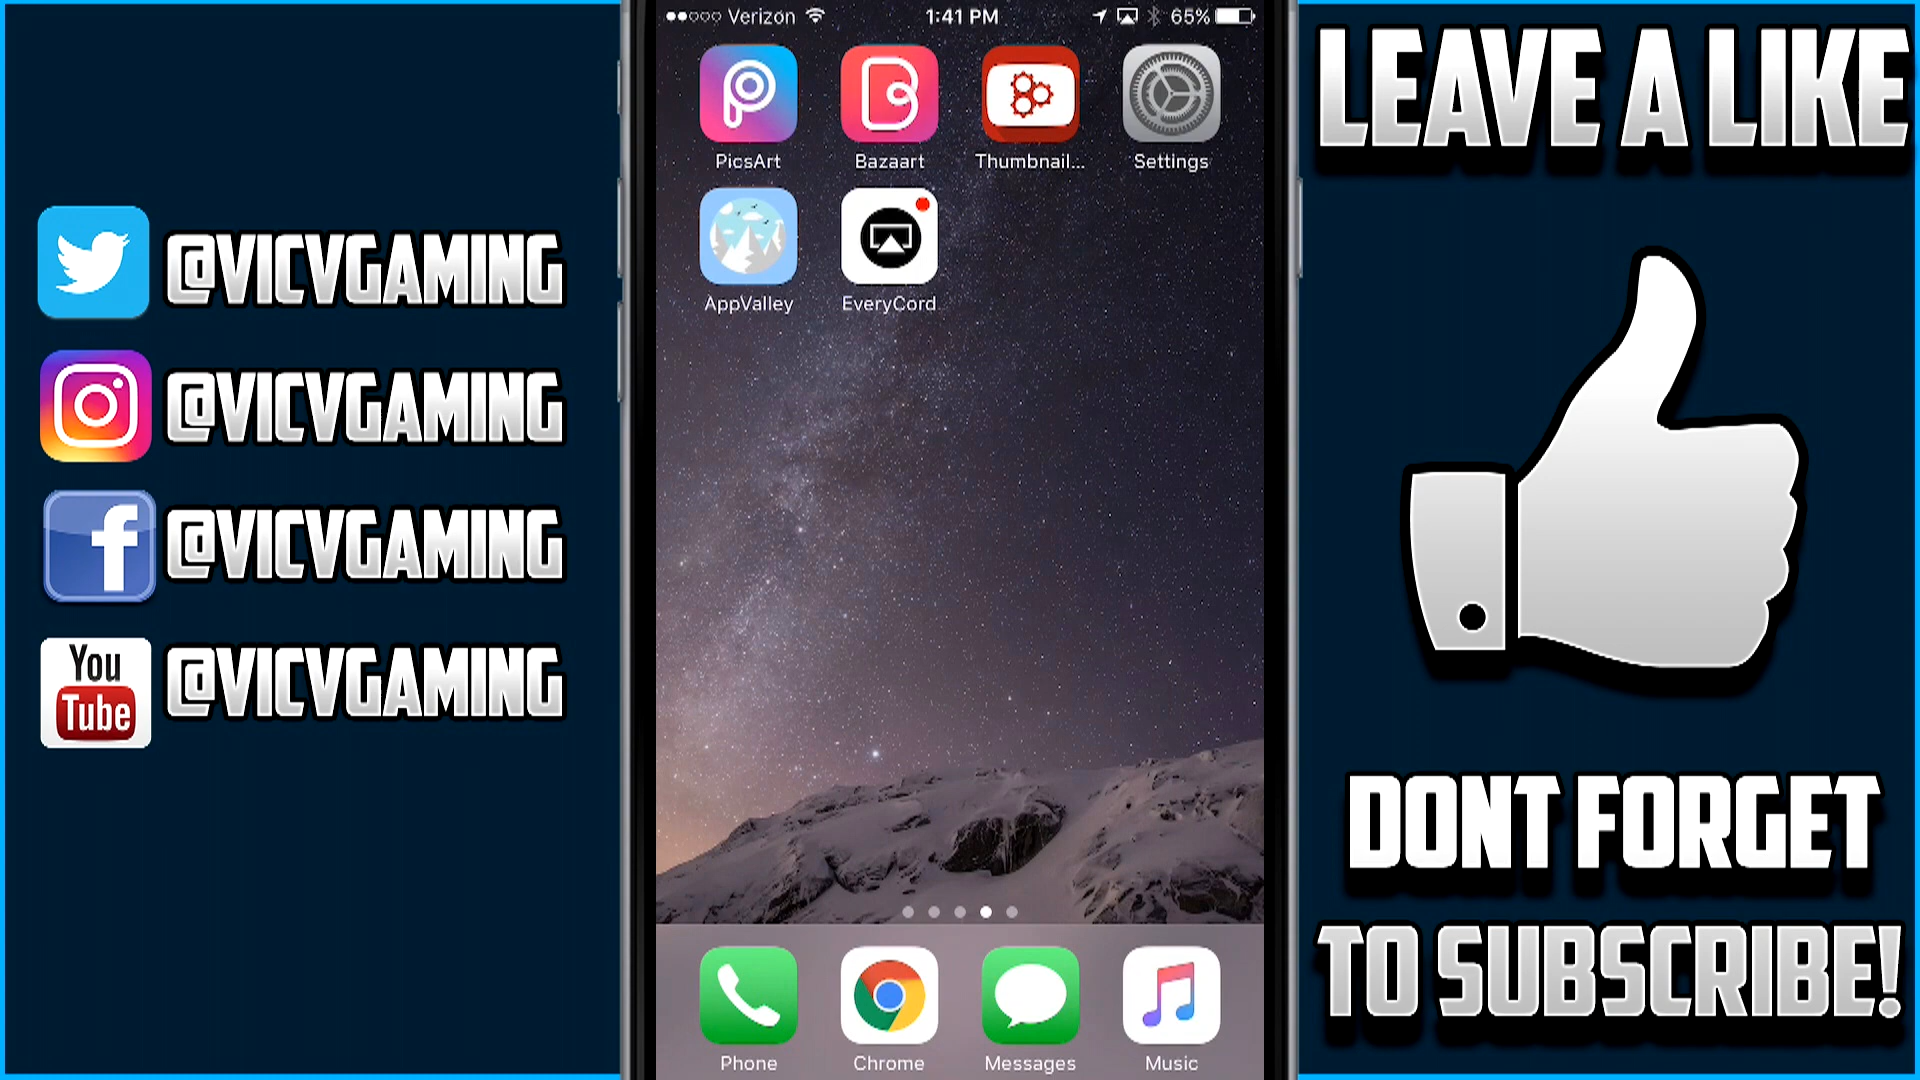 @VICVGAMING
@VICVGAMING
@VICVGAMING
You
Tube
@VICVGAMING
Verizon 1:41 PM 65%
PicsArt Bazaart Thumbnail... Settings
AppValley EveryCord
Phone Chrome Messages Music
LEAVE A LIKE
DONT FORGET
TO SUBSCRIBE!